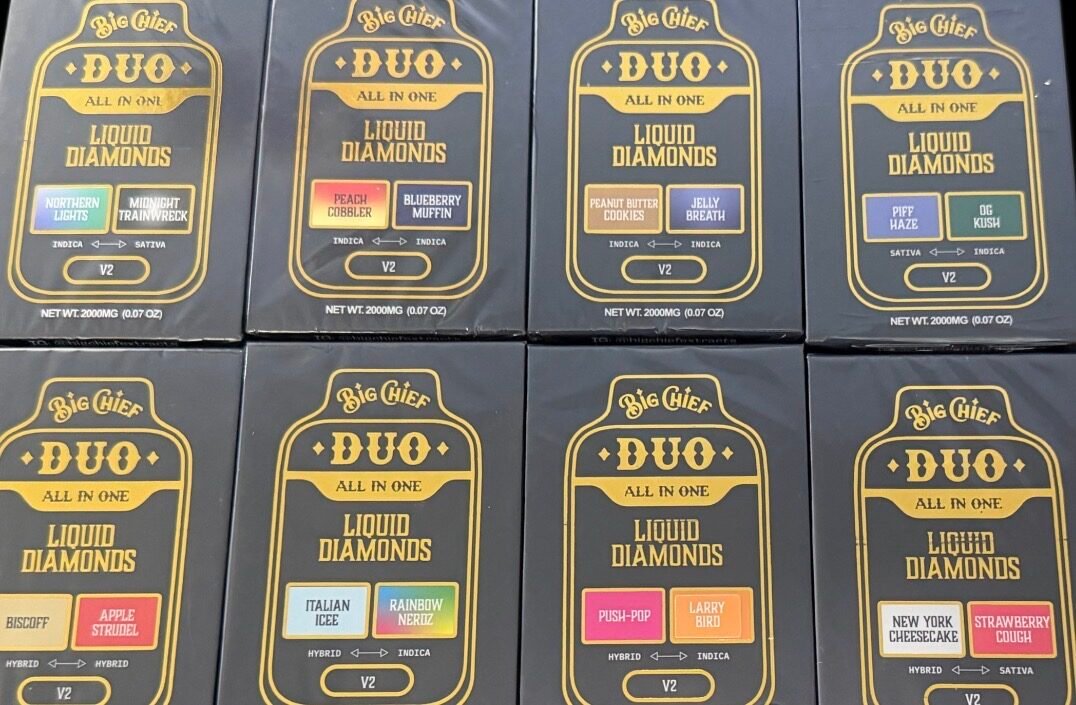 BIG CHIEF
DUO
ALL IN ONE
LIQUID
DIAMONDS
NORTHERN
LIGHTS
MIDNIGHT
TRAINWRECK
INDICA SATIVA
V2
NET WT. 2000MG (0.07 OZ)
BIG CHIEF
DUO
ALL IN ONE
LIQUID
DIAMONDS
PEACH
COBBLER
BLUEBERRY
MUFFIN
INDICA INDICA
V2
NET WT. 2000MG (0.07 OZ)
BIG CHIEF
DUO
ALL IN ONE
LIQUID
DIAMONDS
PEANUT BUTTER
COOKIES
JELLY
BREATH
INDICA INDICA
V2
NET WT. 2000MG (0.07 OZ)
BIG CHIEF
DUO
ALL IN ONE
LIQUID
DIAMONDS
PIFF
HAZE
OG
KUSH
SATIVA INDICA
V2
NET WT. 2000MG (0.07 OZ)
IG: @bigchiefextracts
BIG CHIEF
DUO
ALL IN ONE
LIQUID
DIAMONDS
BISCOFF
APPLE
STRUDEL
HYBRID HYBRID
V2
BIG CHIEF
DUO
ALL IN ONE
LIQUID
DIAMONDS
ITALIAN
ICEE
RAINBOW
NERDZ
HYBRID INDICA
V2
BIG CHIEF
DUO
ALL IN ONE
LIQUID
DIAMONDS
PUSH-POP
LARRY
BIRD
HYBRID INDICA
V2
BIG CHIEF
DUO
ALL IN ONE
LIQUID
DIAMONDS
NEW YORK
CHEESECAKE
STRAWBERRY
COUGH
HYBRID SATIVA
V2